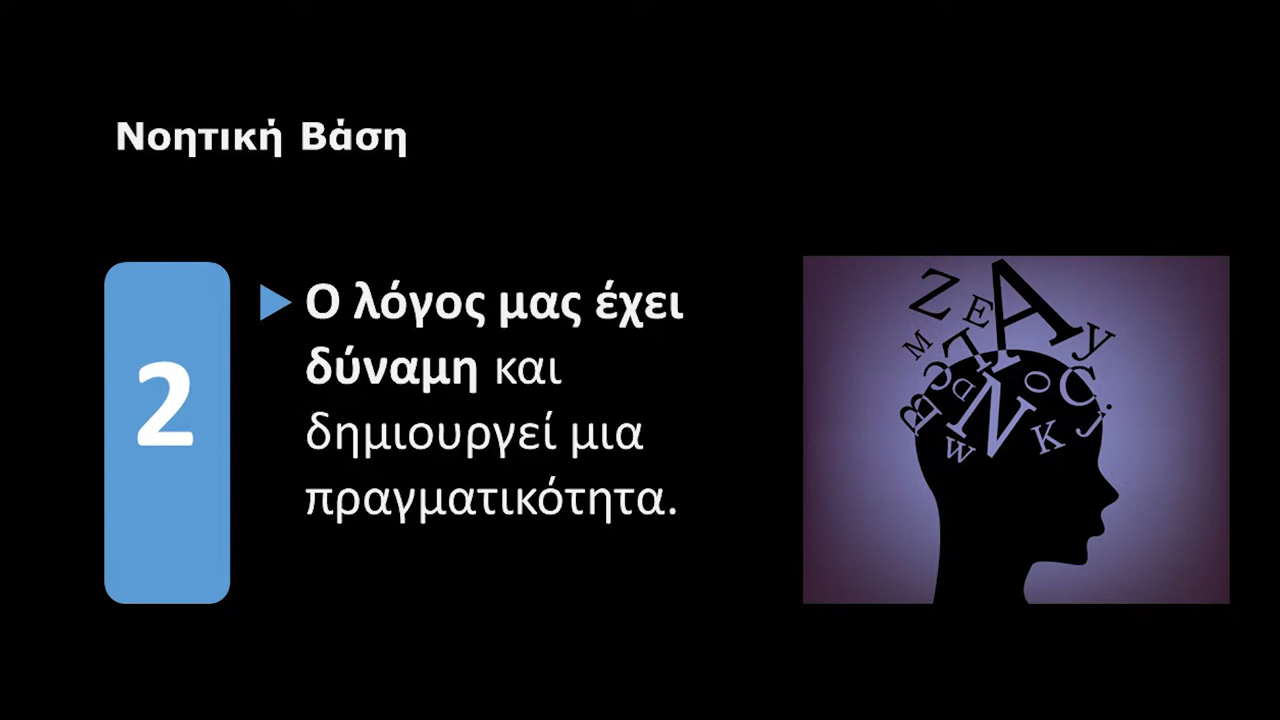 Νοητική Βάση
2
Ο λόγος μας έχει
δύναμη και
δημιουργεί μια
πραγματικότητα.
Z
A
E
M
L
y
C
D
O
C
B
N
K
j
w